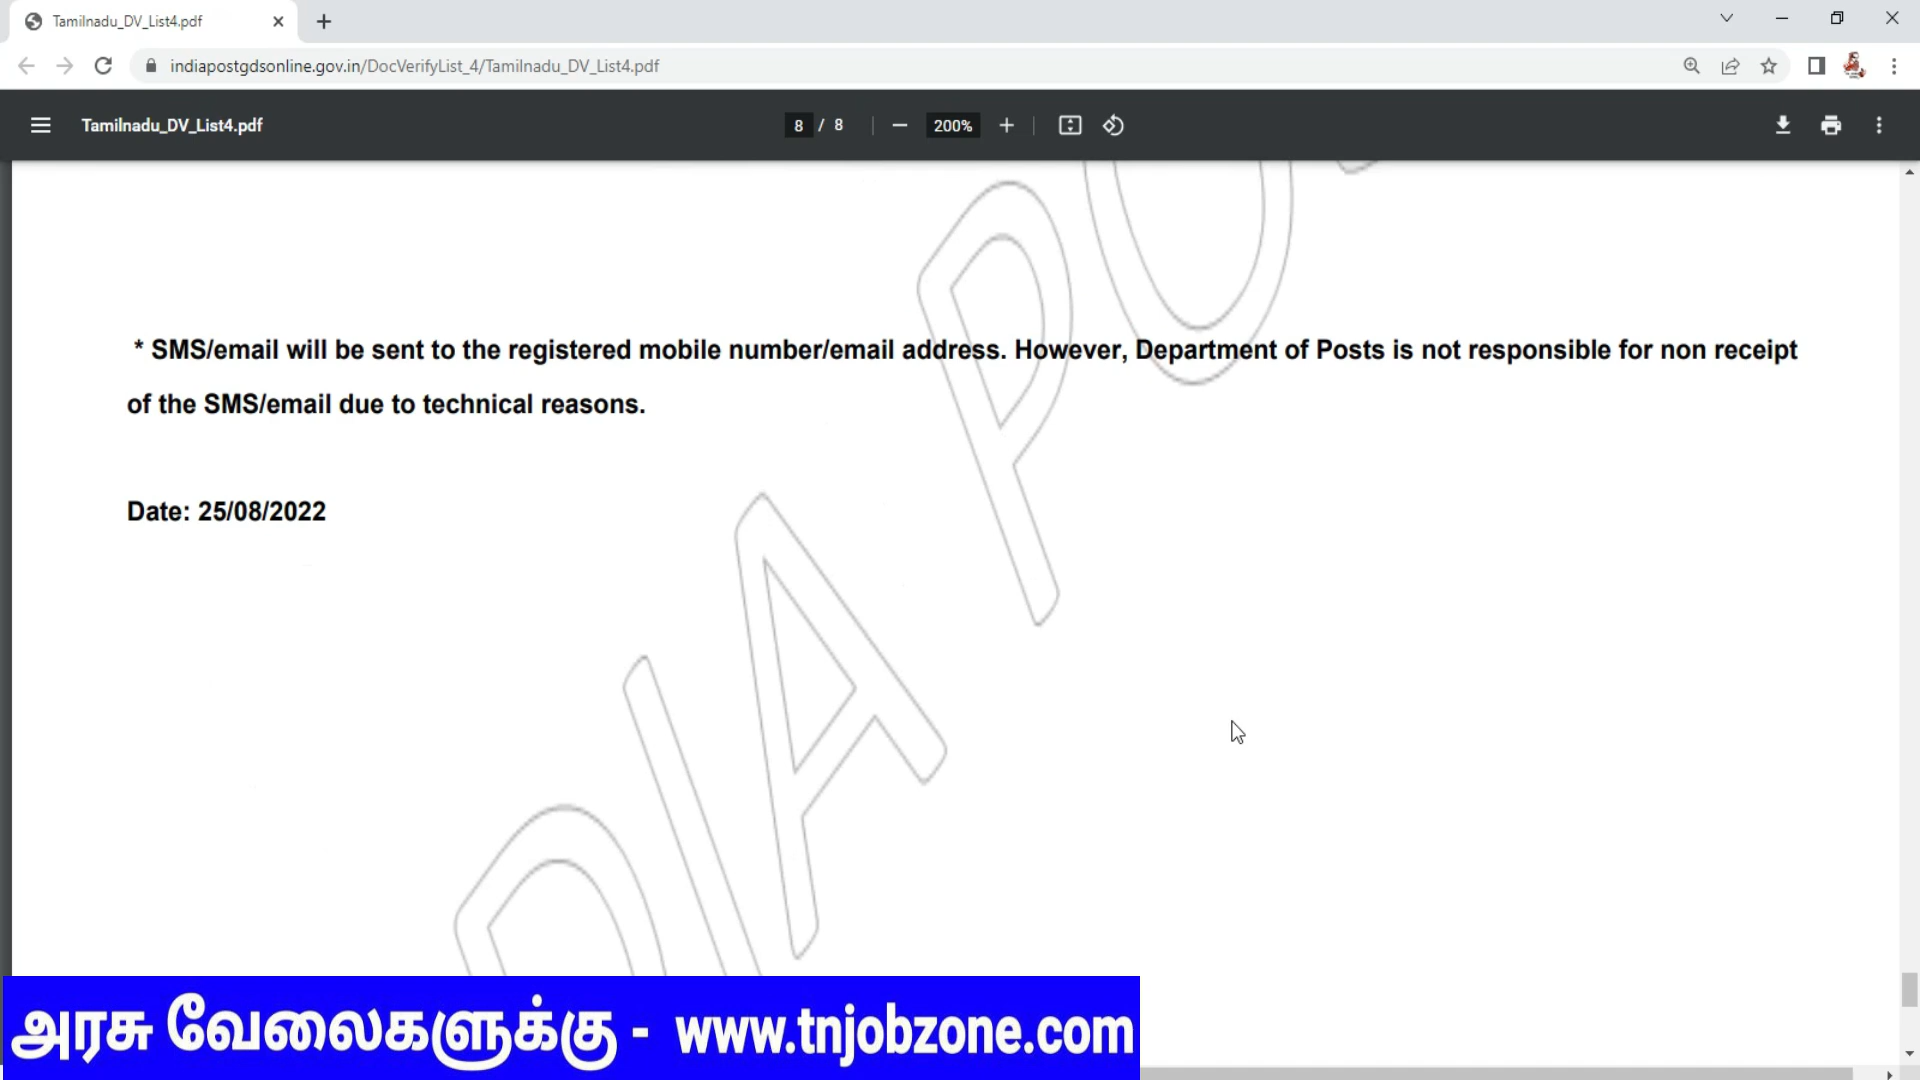 Tamilnadu_DV_List4.pdf
indiapostgdsonline.gov.in/DocVerifyList_4/Tamilnadu_DV_List4.pdf
Tamilnadu_DV_List4.pdf 8 / 8 200%
* SMS/email will be sent to the registered mobile number/email address. However, Department of Posts is not responsible for non receipt
of the SMS/email due to technical reasons.
Date: 25/08/2022
அரசு வேலைகளுக்கு - www.tnjobzone.com